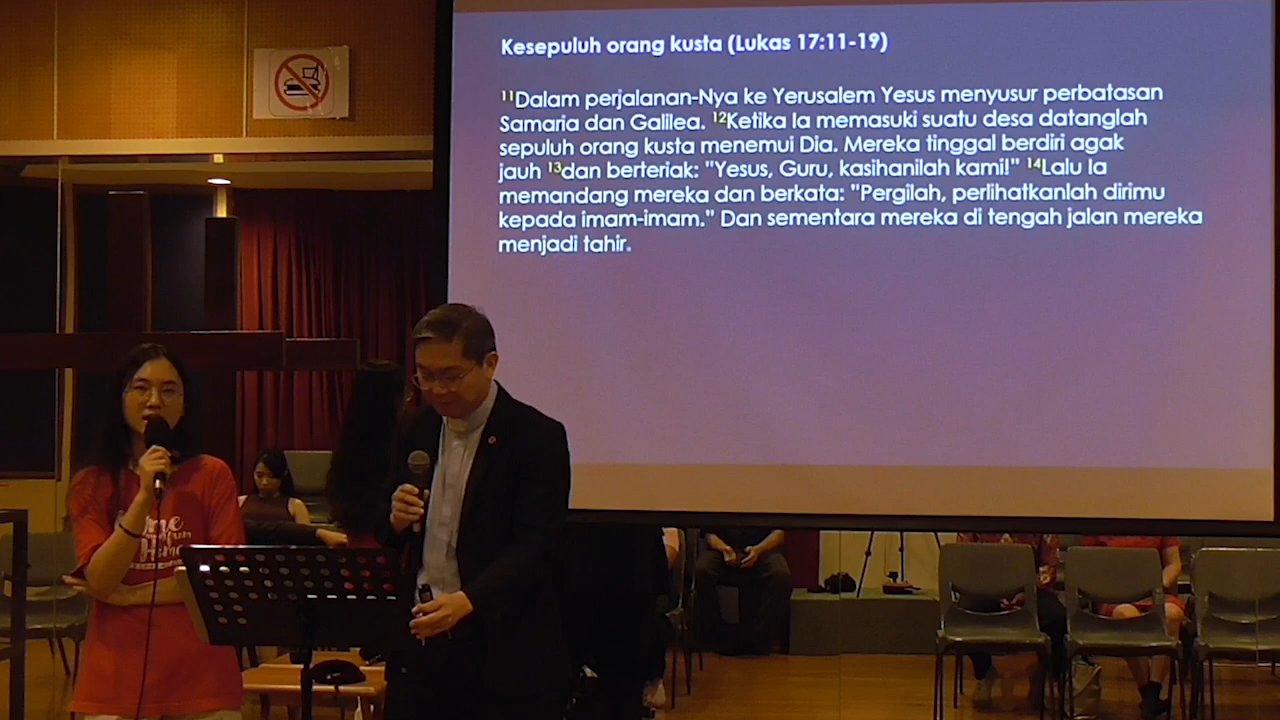 Kesepuluh orang kusta (Lukas 17:11-19)
11Dalam perjalanan-Nya ke Yerusalem Yesus menyusur perbatasan
Samaria dan Galilea. 12Ketika Ia memasuki suatu desa datanglah
sepuluh orang kusta menemui Dia. Mereka tinggal berdiri agak
jauh 13dan berteriak: "Yesus, Guru, kasihanilah kami!" 14Lalu Ia
memandang mereka dan berkata: "Pergilah, perlihatkanlah dirimu
kepada imam-imam." Dan sementara mereka di tengah jalan mereka
menjadi tahir.
Home